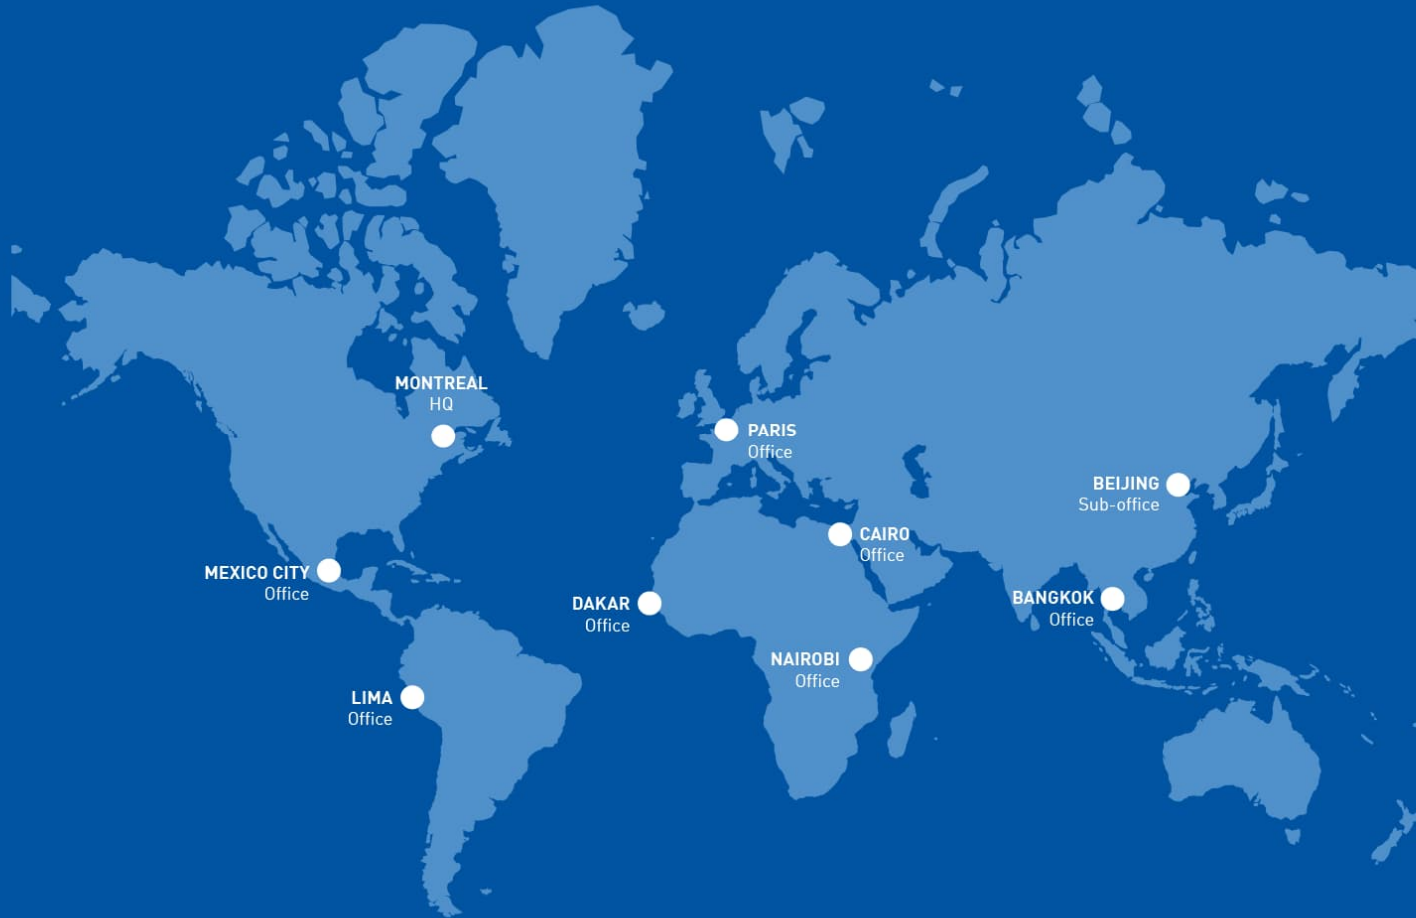 MONTREAL
HQ
PARIS
Office
BEIJING
Sub-office
CAIRO
Office
MEXICO CITY
Office
DAKAR
Office
BANGKOK
Office
NAIROBI
Office
LIMA
Office